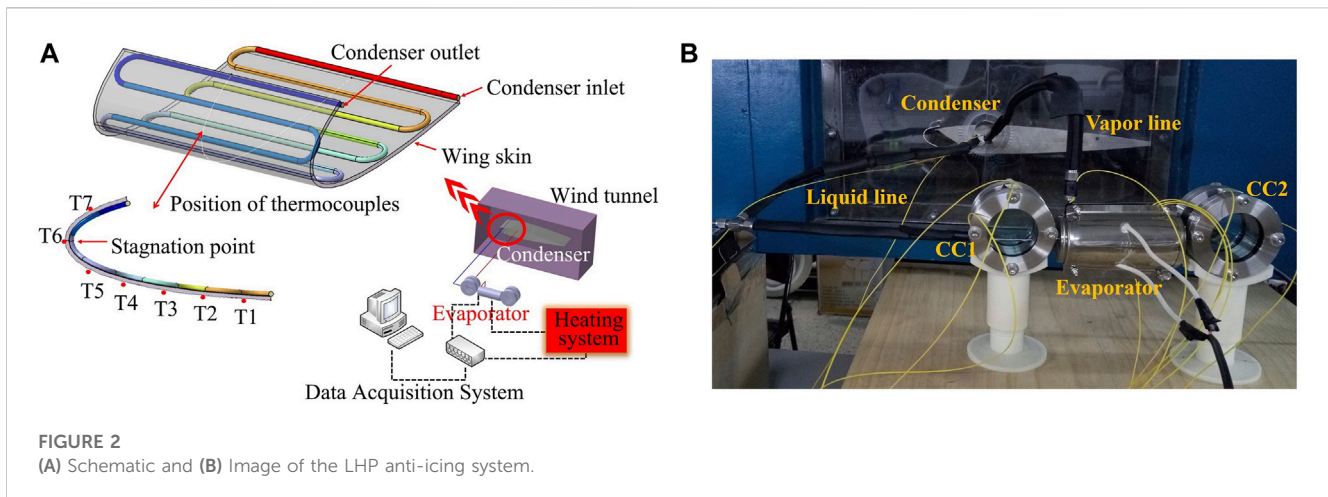 A
Condenser outlet
Condenser inlet
Wing skin
Wind tunnel
T7
Position of thermocouples
T6
Stagnation point
Condenser
T5
T4
T3
T2
T1
Evaporator
Heating
system
Data Acquisition System
B
Condenser
Vapor line
Liquid line
CC2
CC1
Evaporator
FIGURE 2
(A) Schematic and (B) Image of the LHP anti-icing system.